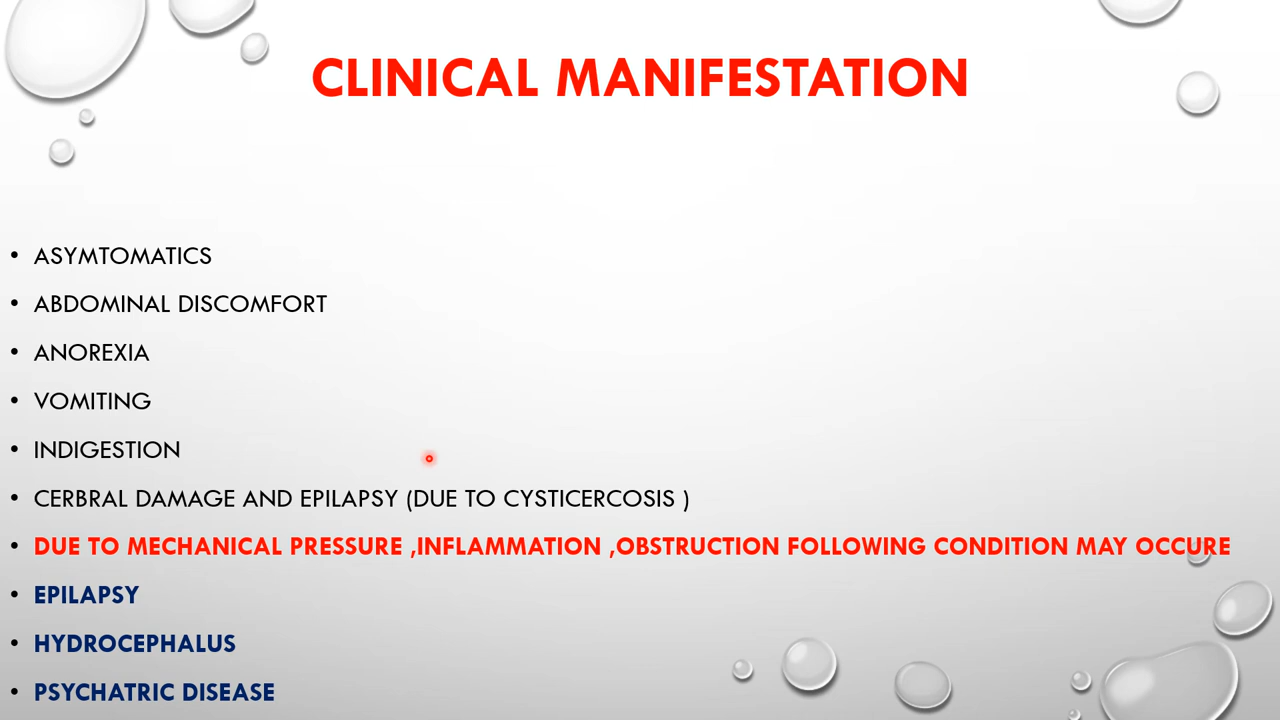 CLINICAL MANIFESTATION
• ASYMTOMATICS
• ABDOMINAL DISCOMFORT
• ANOREXIA
• VOMITING
• INDIGESTION
• CERBRAL DAMAGE AND EPILAPSY (DUE TO CYSTICERCOSIS )
• DUE TO MECHANICAL PRESSURE ,INFLAMMATION ,OBSTRUCTION FOLLOWING CONDITION MAY OCCURE
• EPILAPSY
• HYDROCEPHALUS
• PSYCHATRIC DISEASE